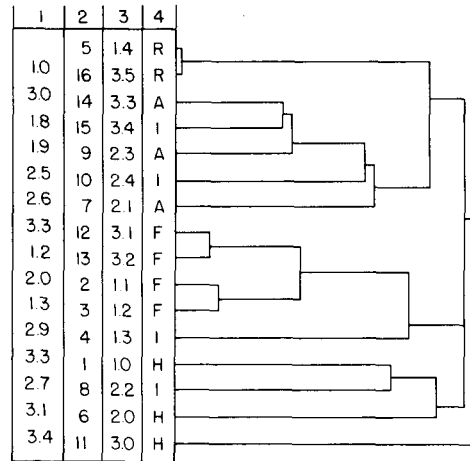 1 2 3 4
5 1.4 R
1.0
16 3.5 R
3.0
14 3.3 A
1.8
15 3.4 I
1.9
9 2.3 A
2.5
10 2.4 I
2.6
7 2.1 A
3.3
12 3.1 F
1.2
13 3.2 F
2.0
2 1.1 F
1.3
3 1.2 F
2.9
4 1.3 I
3.3
1 1.0 H
2.7
8 2.2 I
3.1
6 2.0 H
3.4
11 3.0 H